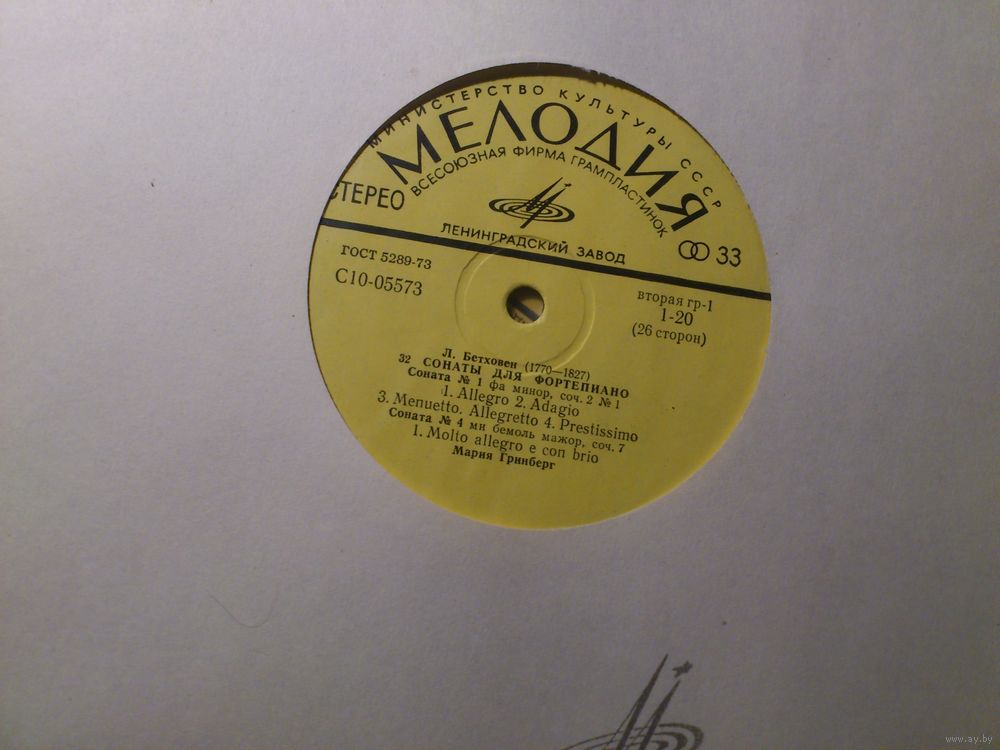 МИНИСТЕРСТВО КУЛЬТУРЫ СССР
МЕЛОДИЯ
ВСЕСОЮЗНАЯ ФИРМА ГРАМПЛАСТИНОК
СТЕРЕО
ЛЕНИНГРАДСКИЙ ЗАВОД
33
ГОСТ 5289-73
С10-05573
вторая гр-1
1-20
(26 сторон)
Л. Бетховен (1770—1827)
32 СОНАТЫ ДЛЯ ФОРТЕПИАНО
Соната № 1 фа минор, соч. 2 № 1
1. Allegro 2. Adagio
3. Menuetto. Allegretto 4. Prestissimo
Соната № 4 ми бемоль мажор, соч. 7
1. Molto allegro e con brio
Мария Гринберг
www.ay.by